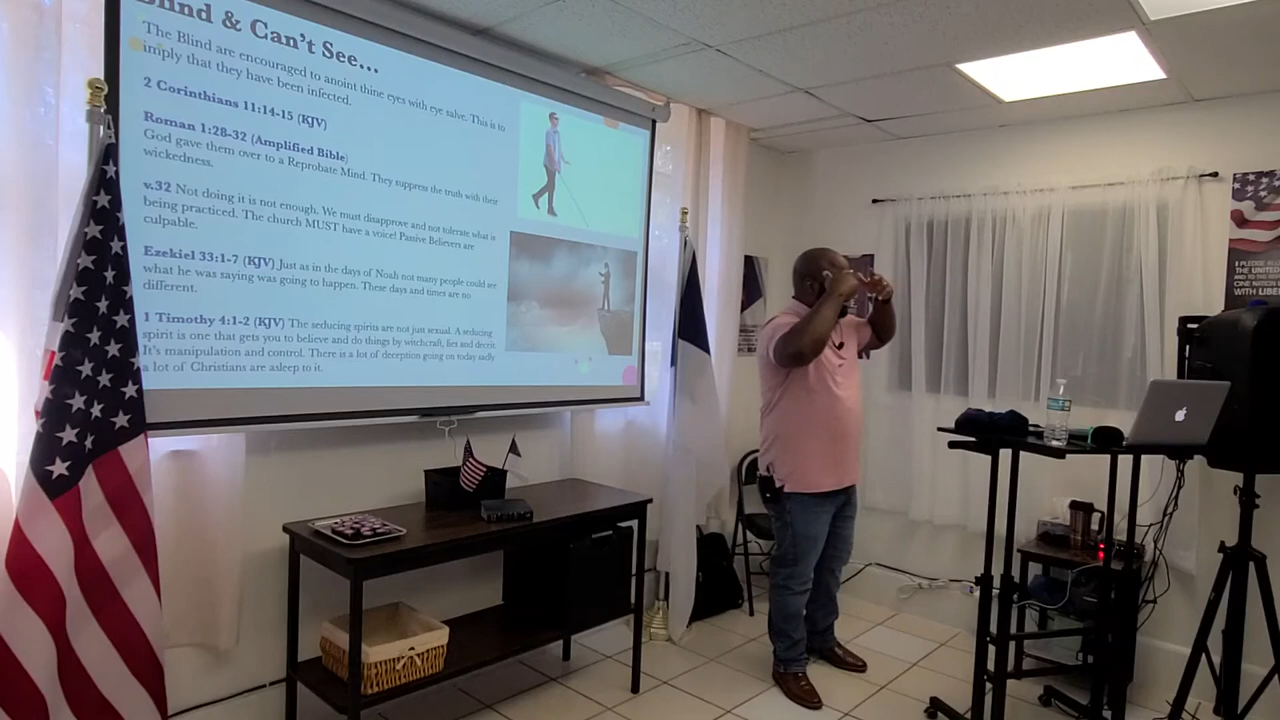 Blind & Can't See...
The Blind are encouraged to anoint thine eyes with eye salve. This is to
imply that they have been infected.
2 Corinthians 11:14-15 (KJV)
Roman 1:28-32 (Amplified Bible)
God gave them over to a Reprobate Mind. They suppress the truth with their
wickedness.
v.32 Not doing it is not enough. We must disapprove and not tolerate what is
being practiced. The church MUST have a voice! Passive Believers are
culpable.
Ezekiel 33:1-7 (KJV) Just as in the days of Noah not many people could see
what he was saying was going to happen. These days and times are no
different.
1 Timothy 4:1-2 (KJV) The seducing spirits are not just sexual. A seducing
spirit is one that gets you to believe and do things by witchcraft, lies and deceit.
It's manipulation and control. There is a lot of deception going on today sadly
a lot of Christians are asleep to it.
I PLEDGE
THE UNITED
ONE NATION
WITH LIBE